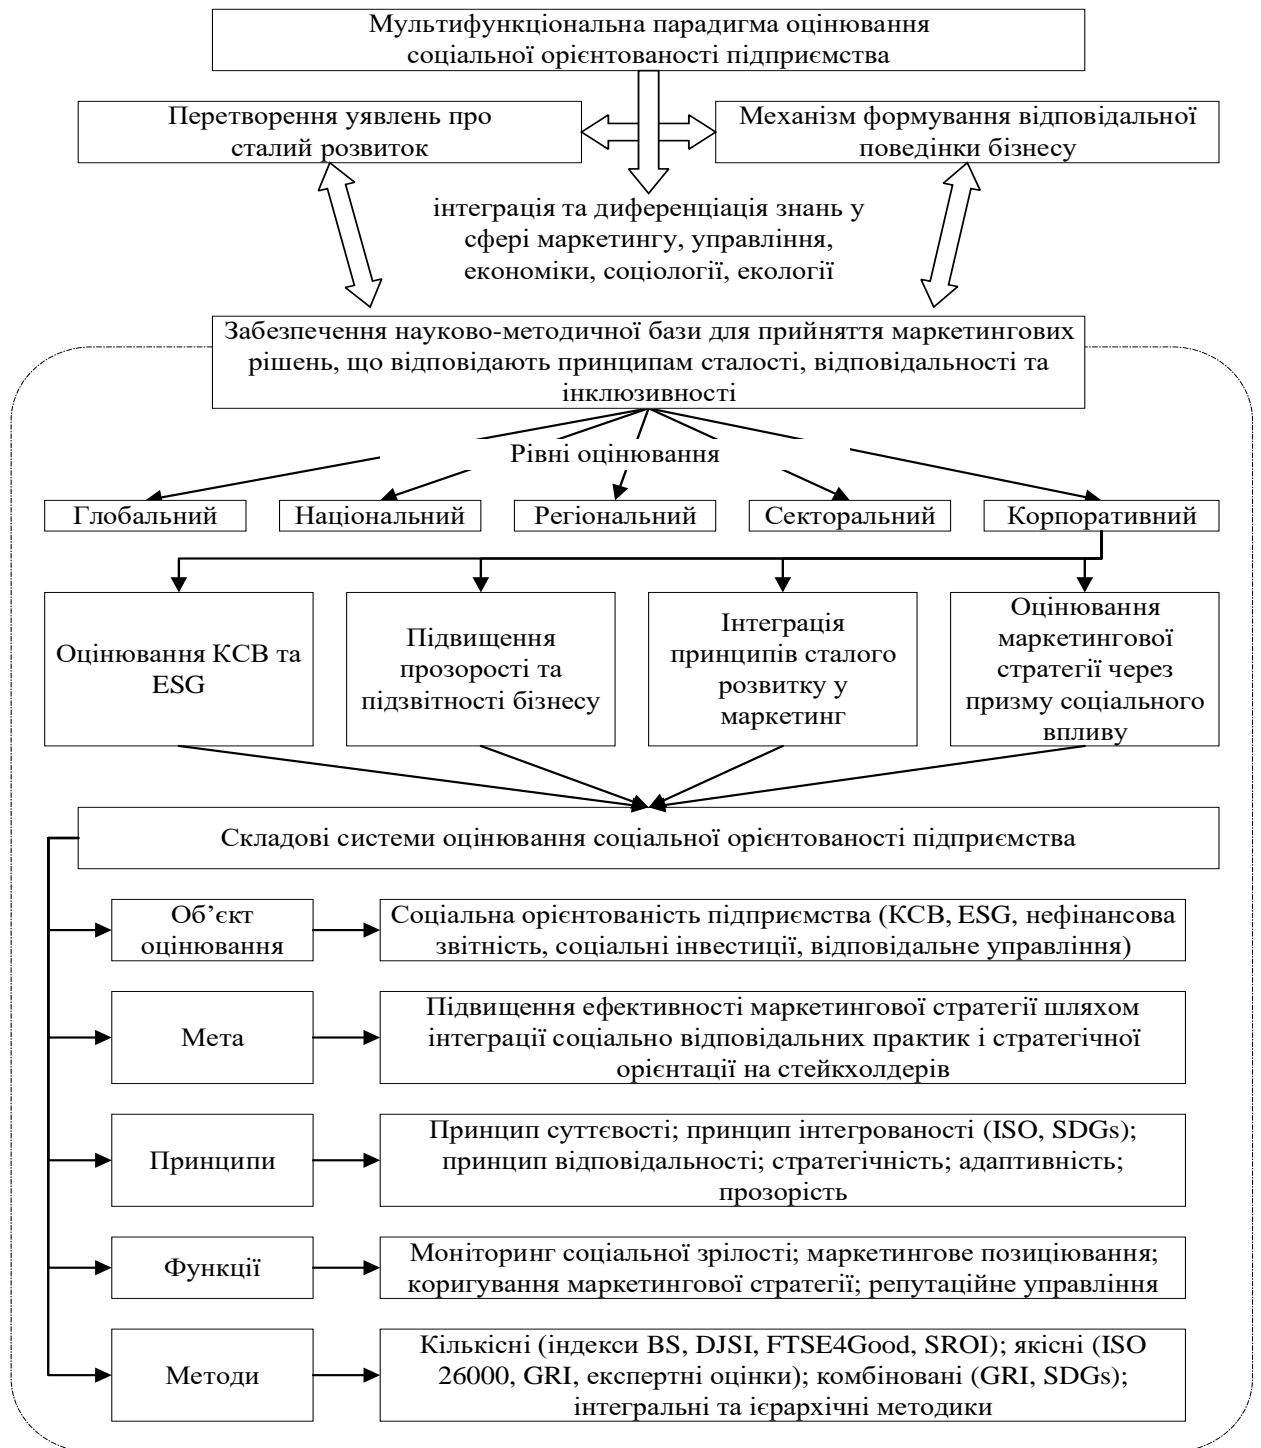 Мультифункціональна парадигма оцінювання
соціальної орієнтованості підприємства
Перетворення уявлень про
сталий розвиток
Механізм формування відповідальної
поведінки бізнесу
інтеграція та диференціація знань у
сфері маркетингу, управління,
економіки, соціології, екології
Забезпечення науково-методичної бази для прийняття маркетингових
рішень, що відповідають принципам сталості, відповідальності та
інклюзивності
Рівні оцінювання
Глобальний
Національний
Регіональний
Секторальний
Корпоративний
Оцінювання КСВ та
ESG
Підвищення
прозорості та
підзвітності бізнесу
Інтеграція
принципів сталого
розвитку у
маркетинг
Оцінювання
маркетингової
стратегії через
призму соціального
впливу
Складові системи оцінювання соціальної орієнтованості підприємства
Об’єкт
оцінювання
Соціальна орієнтованість підприємства (КСВ, ESG, нефінансова
звітність, соціальні інвестиції, відповідальне управління)
Мета
Підвищення ефективності маркетингової стратегії шляхом
інтеграції соціально відповідальних практик і стратегічної
орієнтації на стейкхолдерів
Принципи
Принцип суттєвості; принцип інтегрованості (ISO, SDGs);
принцип відповідальності; стратегічність; адаптивність;
прозорість
Функції
Моніторинг соціальної зрілості; маркетингове позиціювання;
коригування маркетингової стратегії; репутаційне управління
Методи
Кількісні (індекси BS, DJSI, FTSE4Good, SROI); якісні (ISO
26000, GRI, експертні оцінки); комбіновані (GRI, SDGs);
інтегральні та ієрархічні методики